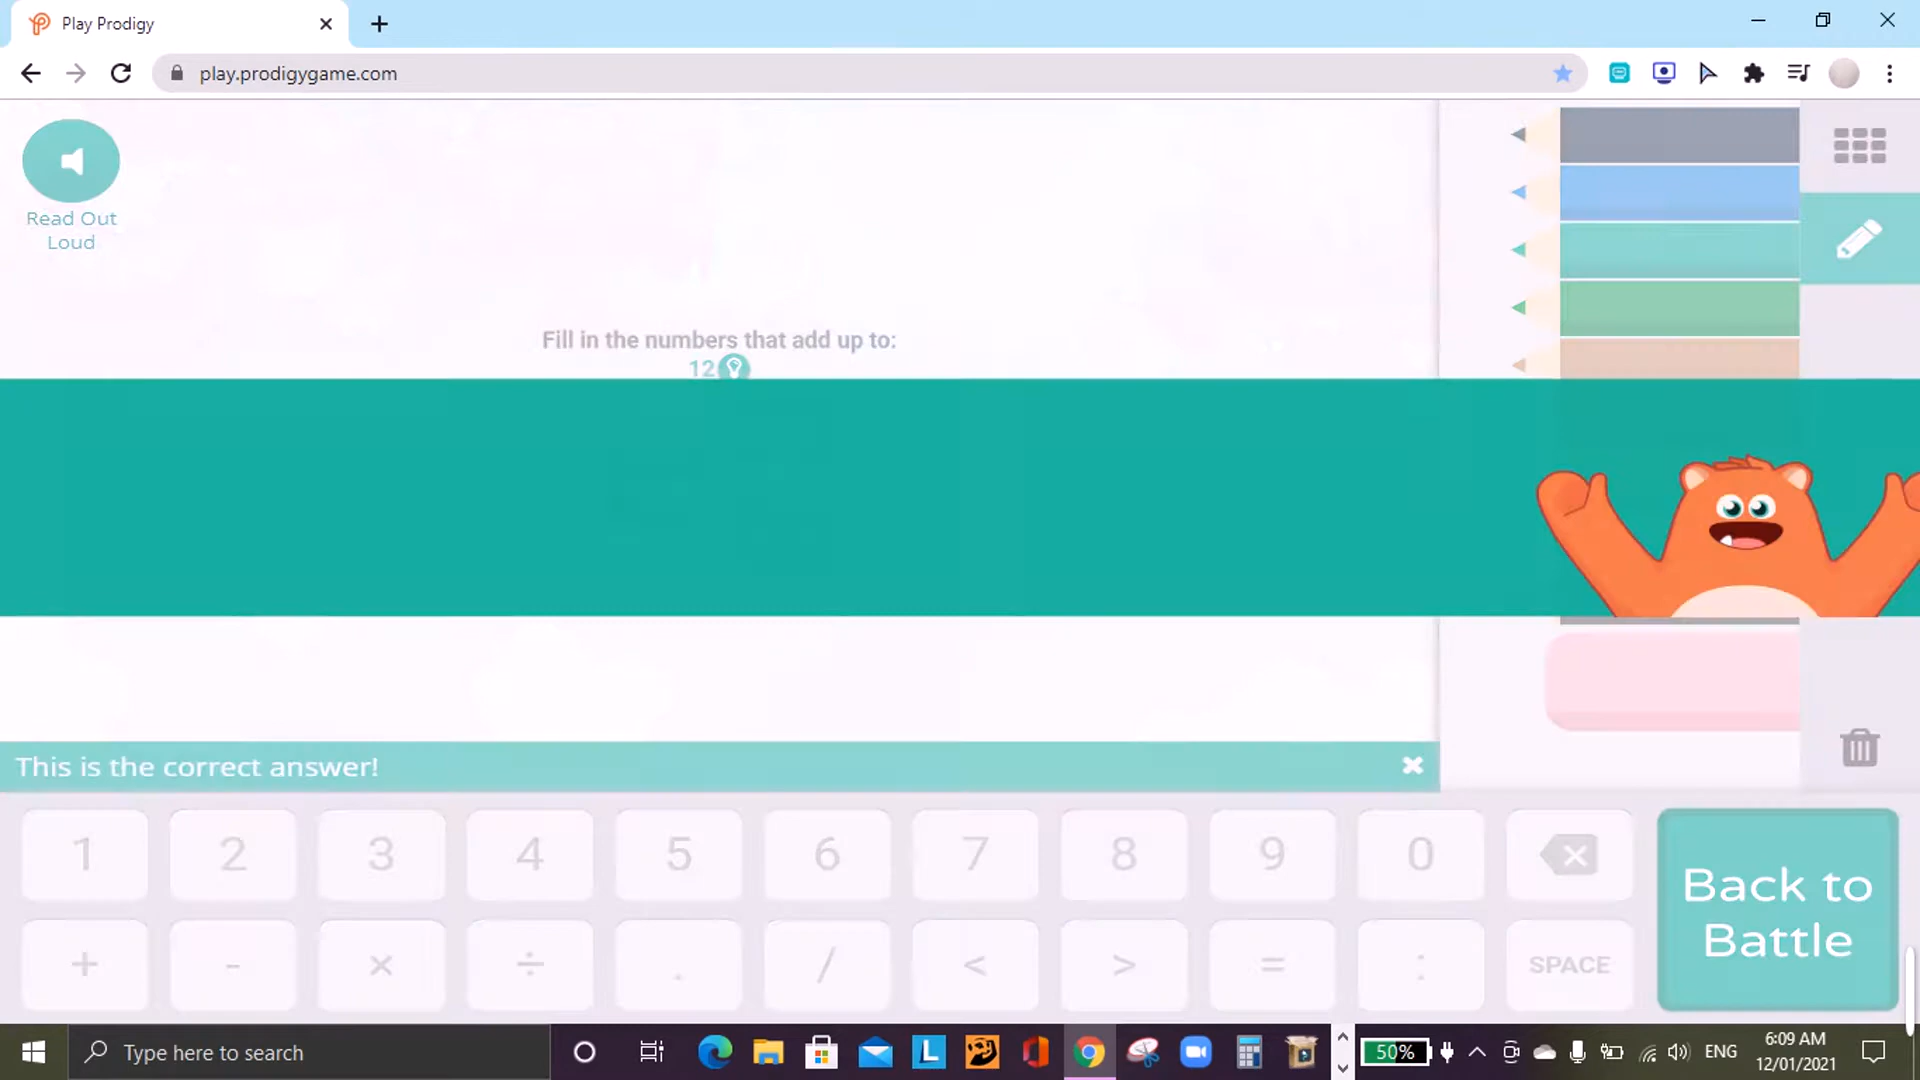 Play Prodigy
play.prodigygame.com
Read Out
Loud
Fill in the numbers that add up to:
12
This is the correct answer!
1 2 3 4 5 6 7 8 9 0
+ - × ÷ . / < > = : SPACE
Back to
Battle
Type here to search
L
50%
ENG
6:09 AM
12/01/2021